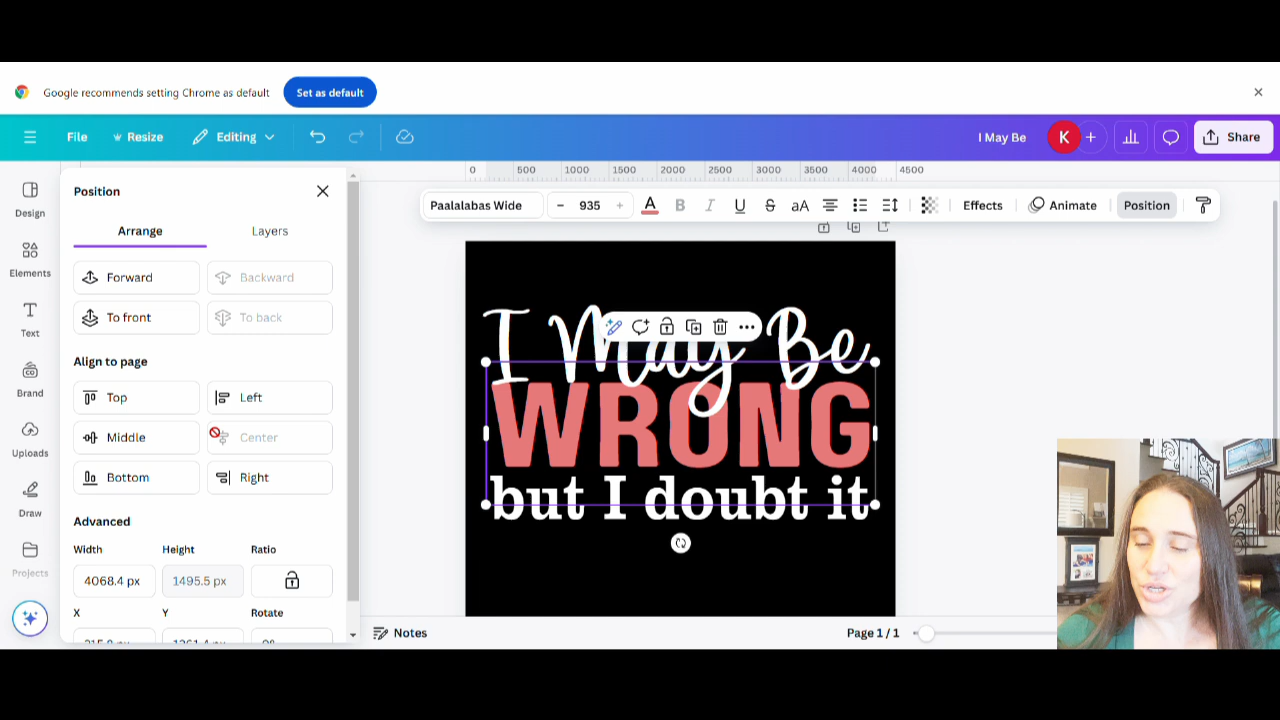 Google recommends setting Chrome as default
Set as default
File
Resize
Editing
I May Be
K
Share
Design
Elements
Text
Brand
Uploads
Draw
Projects
Position
Arrange
Layers
Forward
Backward
To front
To back
Align to page
Top
Left
Middle
Center
Bottom
Right
Advanced
Width
Height
Ratio
4068.4 px
1495.5 px
X
Y
Rotate
0 500 1000 1500 2000 2500 3000 3500 4000 4500
Paalalabas Wide
− 935 +
A B I U S aA
Effects
Animate
Position
I May Be
WRONG
but I doubt it
Notes
Page 1 / 1